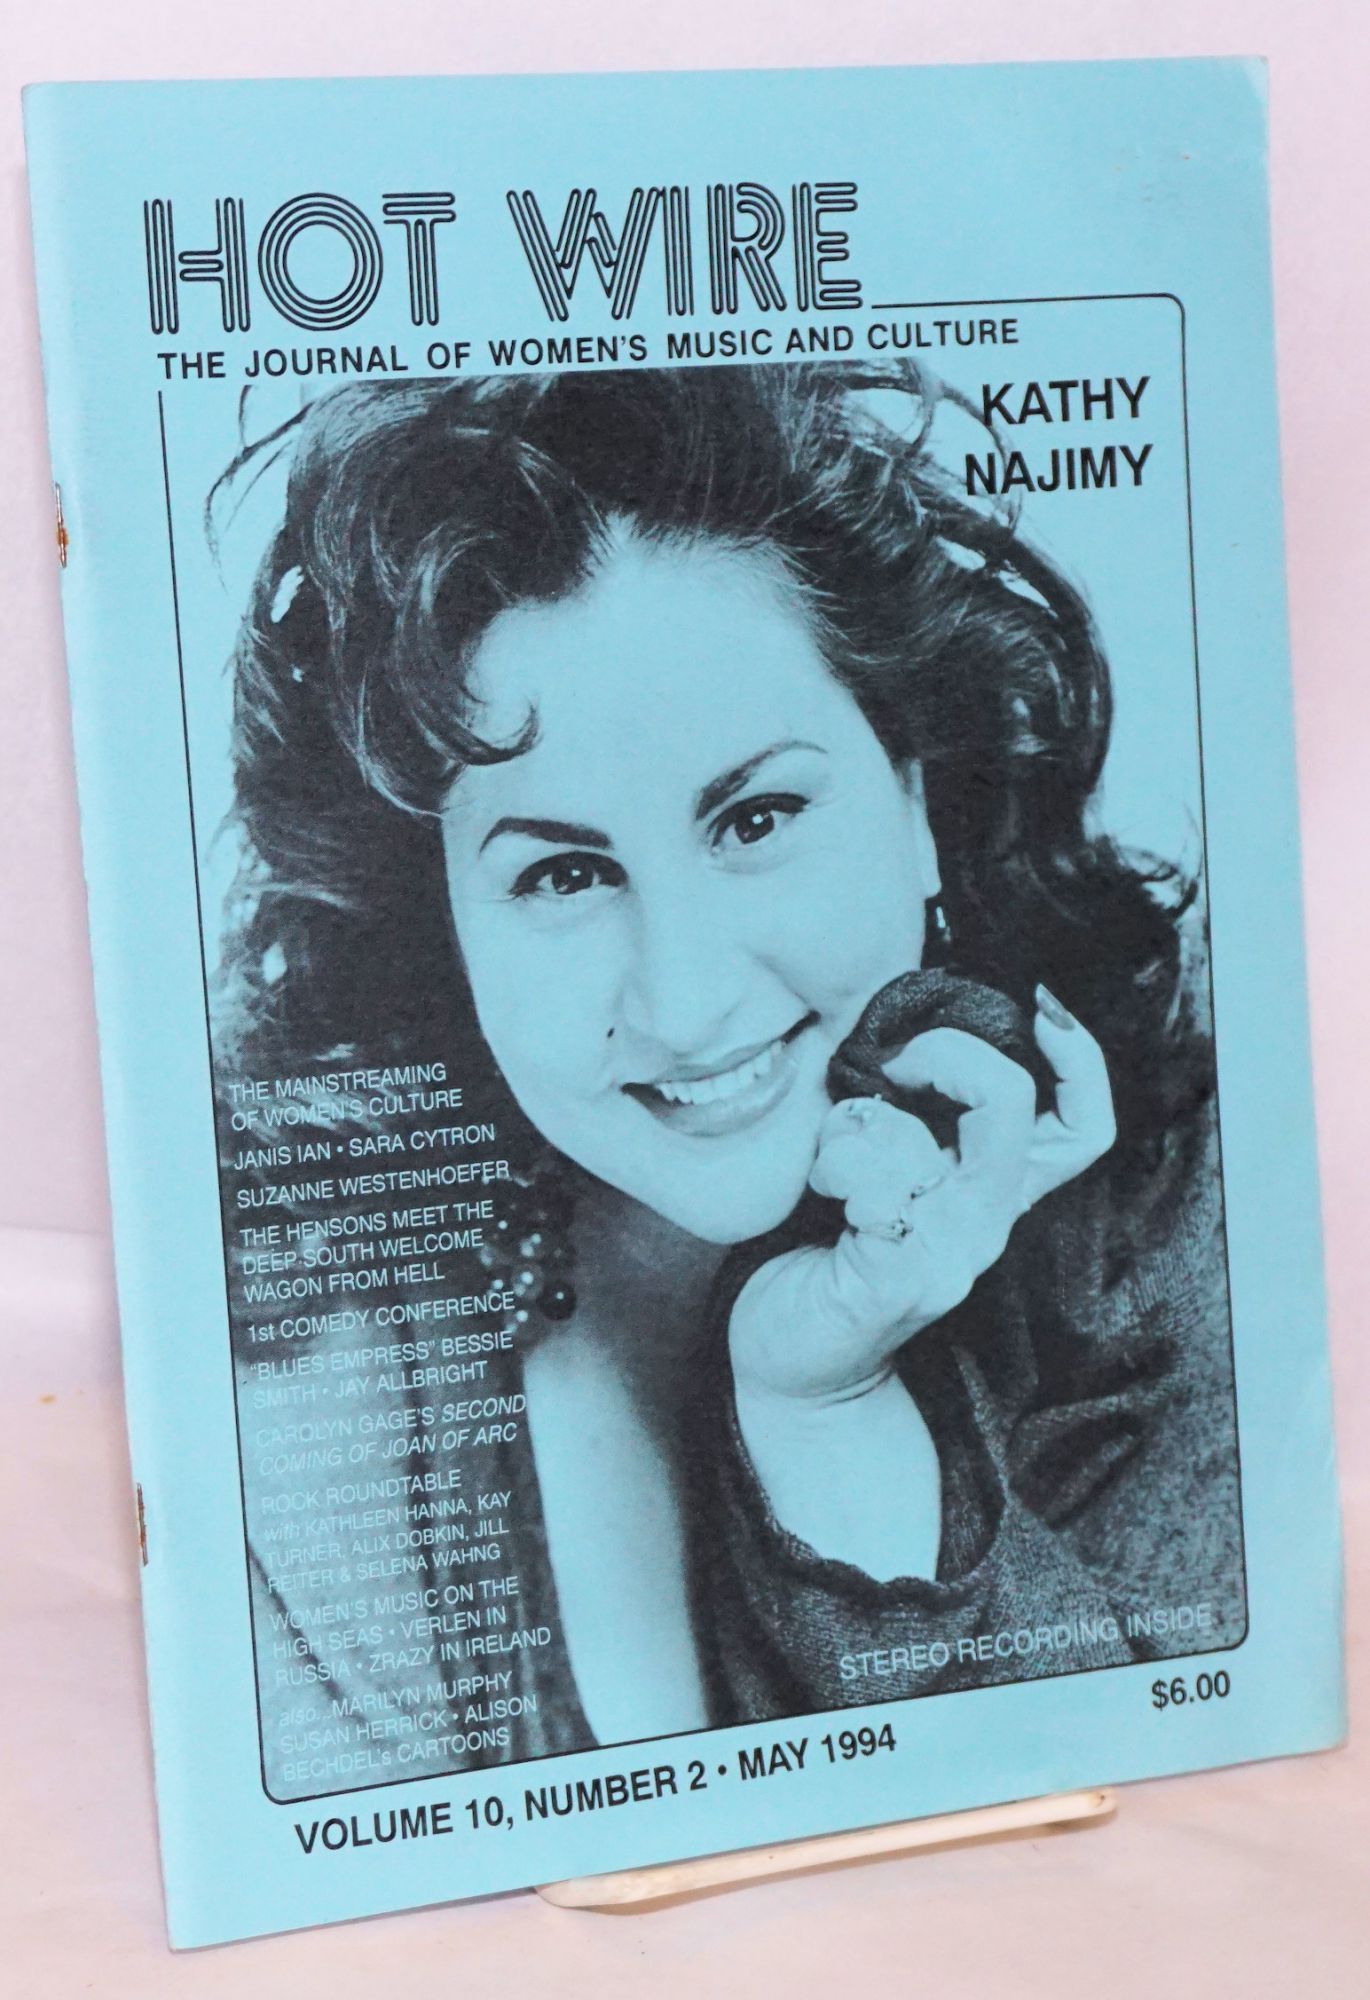 HOT WIRE
THE JOURNAL OF WOMEN'S MUSIC AND CULTURE
KATHY
NAJIMY
THE MAINSTREAMING
OF WOMEN'S CULTURE
JANIS IAN • SARA CYTRON
SUZANNE WESTENHOEFER
THE HENSONS MEET THE
DEEP SOUTH WELCOME
WAGON FROM HELL
1st COMEDY CONFERENCE
"BLUES EMPRESS" BESSIE
SMITH • JAY ALLBRIGHT
CAROLYN GAGE'S SECOND
COMING OF JOAN OF ARC
ROCK ROUNDTABLE
with KATHLEEN HANNA, KAY
TURNER, ALIX DOBKIN, JILL
REITER & SELENA WAHNG
WOMEN'S MUSIC ON THE
HIGH SEAS • VERLEN IN
RUSSIA • ZRAZY IN IRELAND
also...MARILYN MURPHY
SUSAN HERRICK • ALISON
BECHDEL's CARTOONS
STEREO RECORDING INSIDE
$6.00
VOLUME 10, NUMBER 2 • MAY 1994